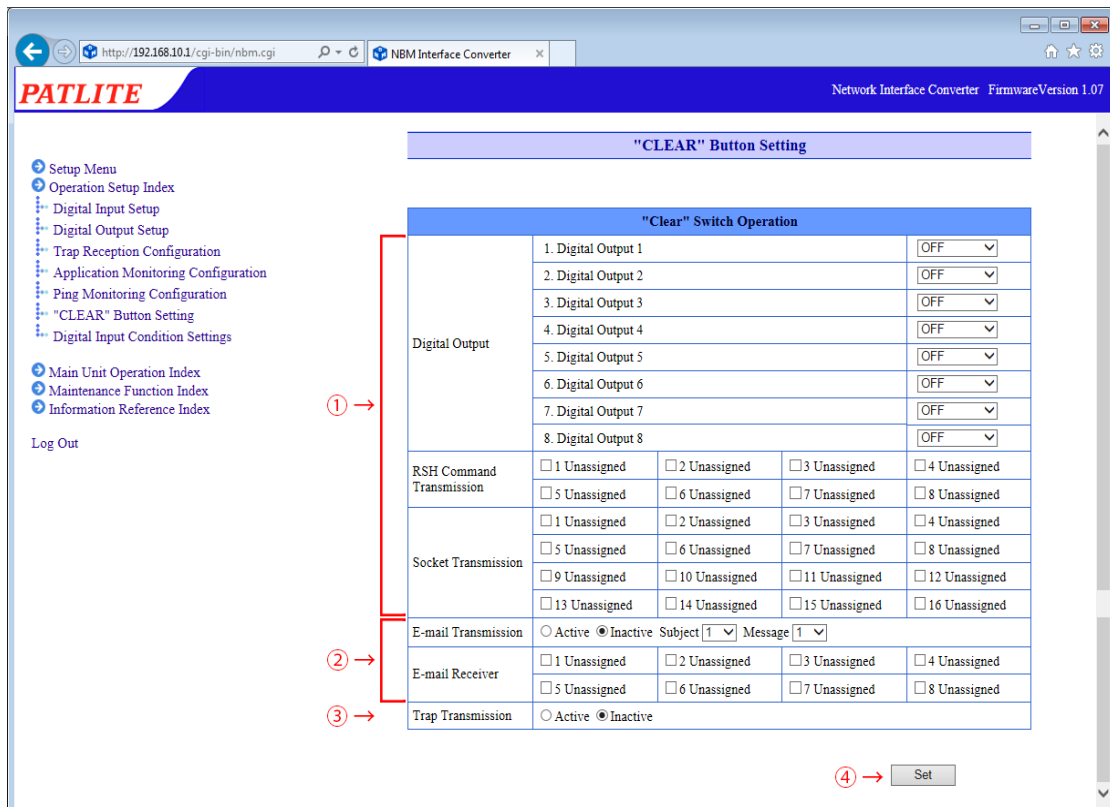 http://192.168.10.1/cgi-bin/nbm.cgi
NBM Interface Converter
PATLITE
Network Interface Converter FirmwareVersion 1.07
Setup Menu
Operation Setup Index
Digital Input Setup
Digital Output Setup
Trap Reception Configuration
Application Monitoring Configuration
Ping Monitoring Configuration
"CLEAR" Button Setting
Digital Input Condition Settings
Main Unit Operation Index
Maintenance Function Index
Information Reference Index
Log Out
"CLEAR" Button Setting
"Clear" Switch Operation
① →
Digital Output
1. Digital Output 1 OFF
2. Digital Output 2 OFF
3. Digital Output 3 OFF
4. Digital Output 4 OFF
5. Digital Output 5 OFF
6. Digital Output 6 OFF
7. Digital Output 7 OFF
8. Digital Output 8 OFF
RSH Command
Transmission
1 Unassigned 2 Unassigned 3 Unassigned 4 Unassigned
5 Unassigned 6 Unassigned 7 Unassigned 8 Unassigned
Socket Transmission
1 Unassigned 2 Unassigned 3 Unassigned 4 Unassigned
5 Unassigned 6 Unassigned 7 Unassigned 8 Unassigned
9 Unassigned 10 Unassigned 11 Unassigned 12 Unassigned
13 Unassigned 14 Unassigned 15 Unassigned 16 Unassigned
② →
E-mail Transmission Active Inactive Subject 1 Message 1
E-mail Receiver
1 Unassigned 2 Unassigned 3 Unassigned 4 Unassigned
5 Unassigned 6 Unassigned 7 Unassigned 8 Unassigned
③ → Trap Transmission Active Inactive
④ → Set